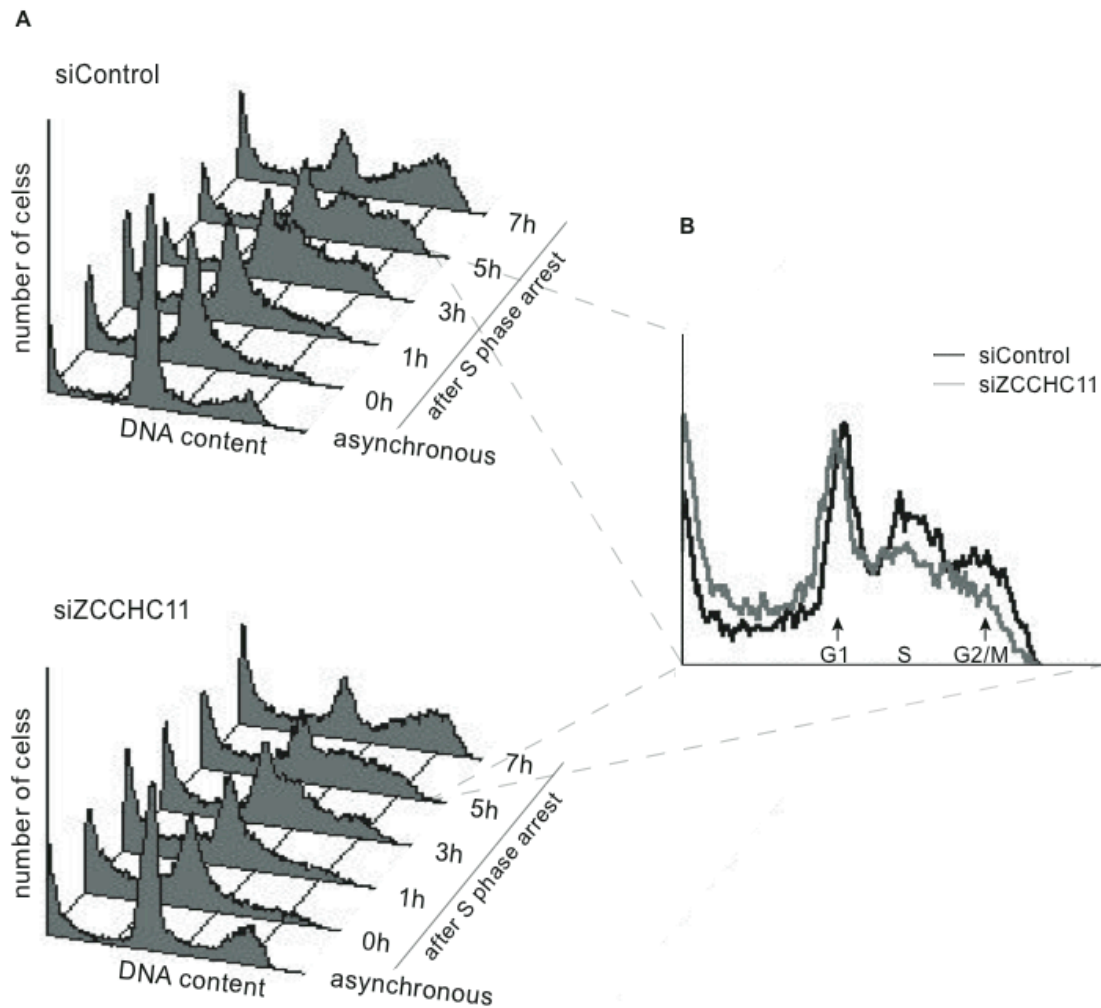 A
siControl
number of celss
DNA content
asynchronous
0h
1h
3h
5h
7h
after S phase arrest
B
siControl
siZCCHC11
G1
S
G2/M
siZCCHC11
number of celss
DNA content
asynchronous
0h
1h
3h
5h
7h
after S phase arrest